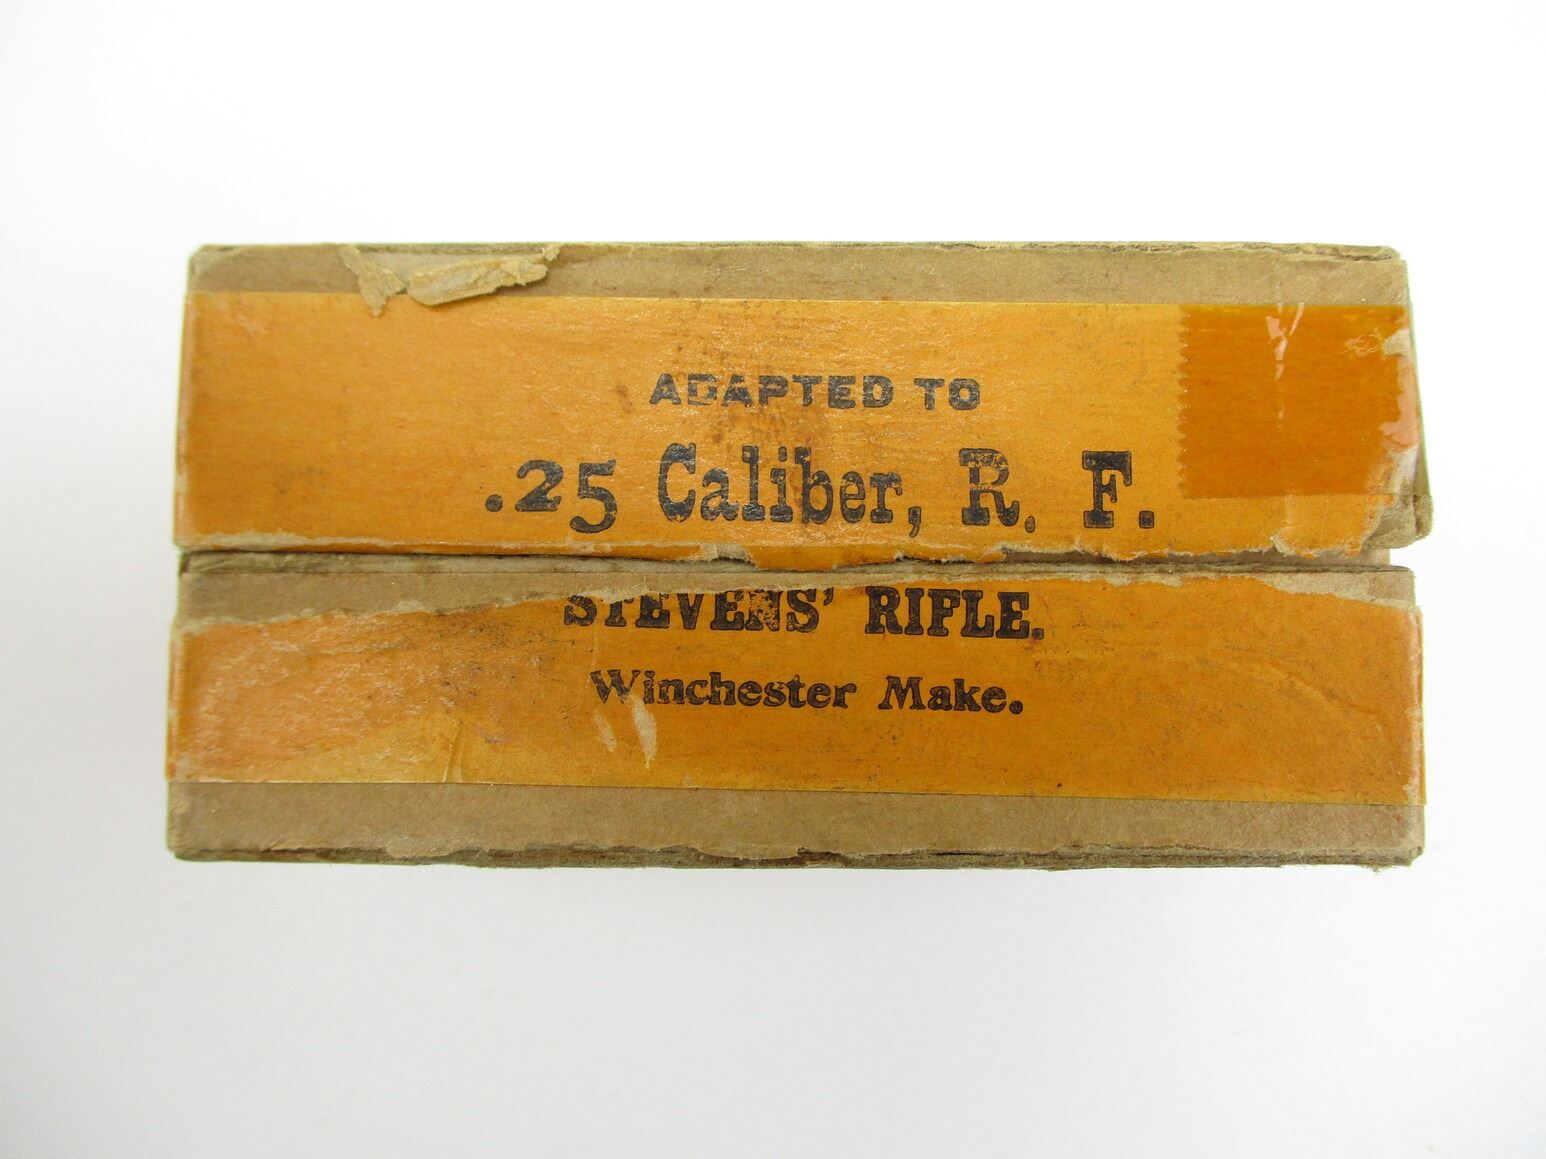 ADAPTED TO
.25 Caliber, R. F.
STEVENS' RIFLE.
Winchester Make.